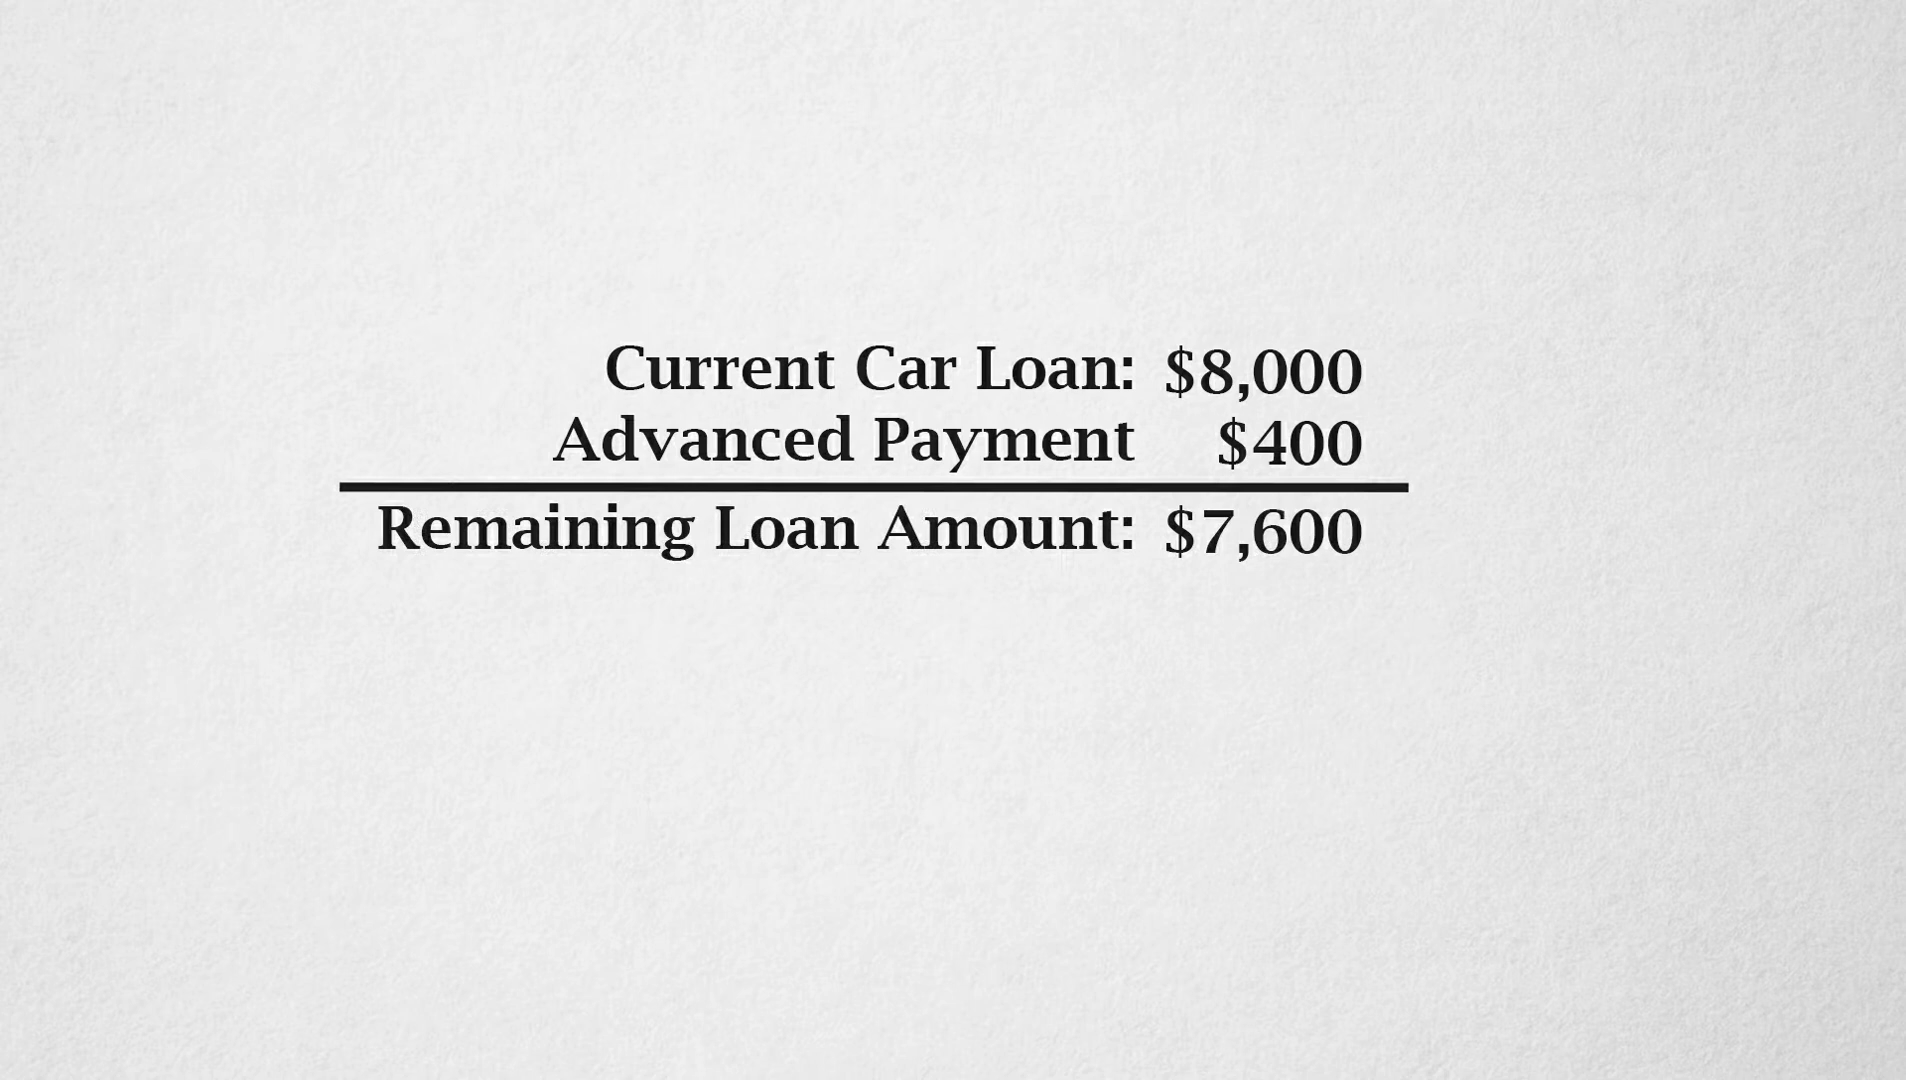 Current Car Loan: $8,000
Advanced Payment $400
Remaining Loan Amount: $7,600